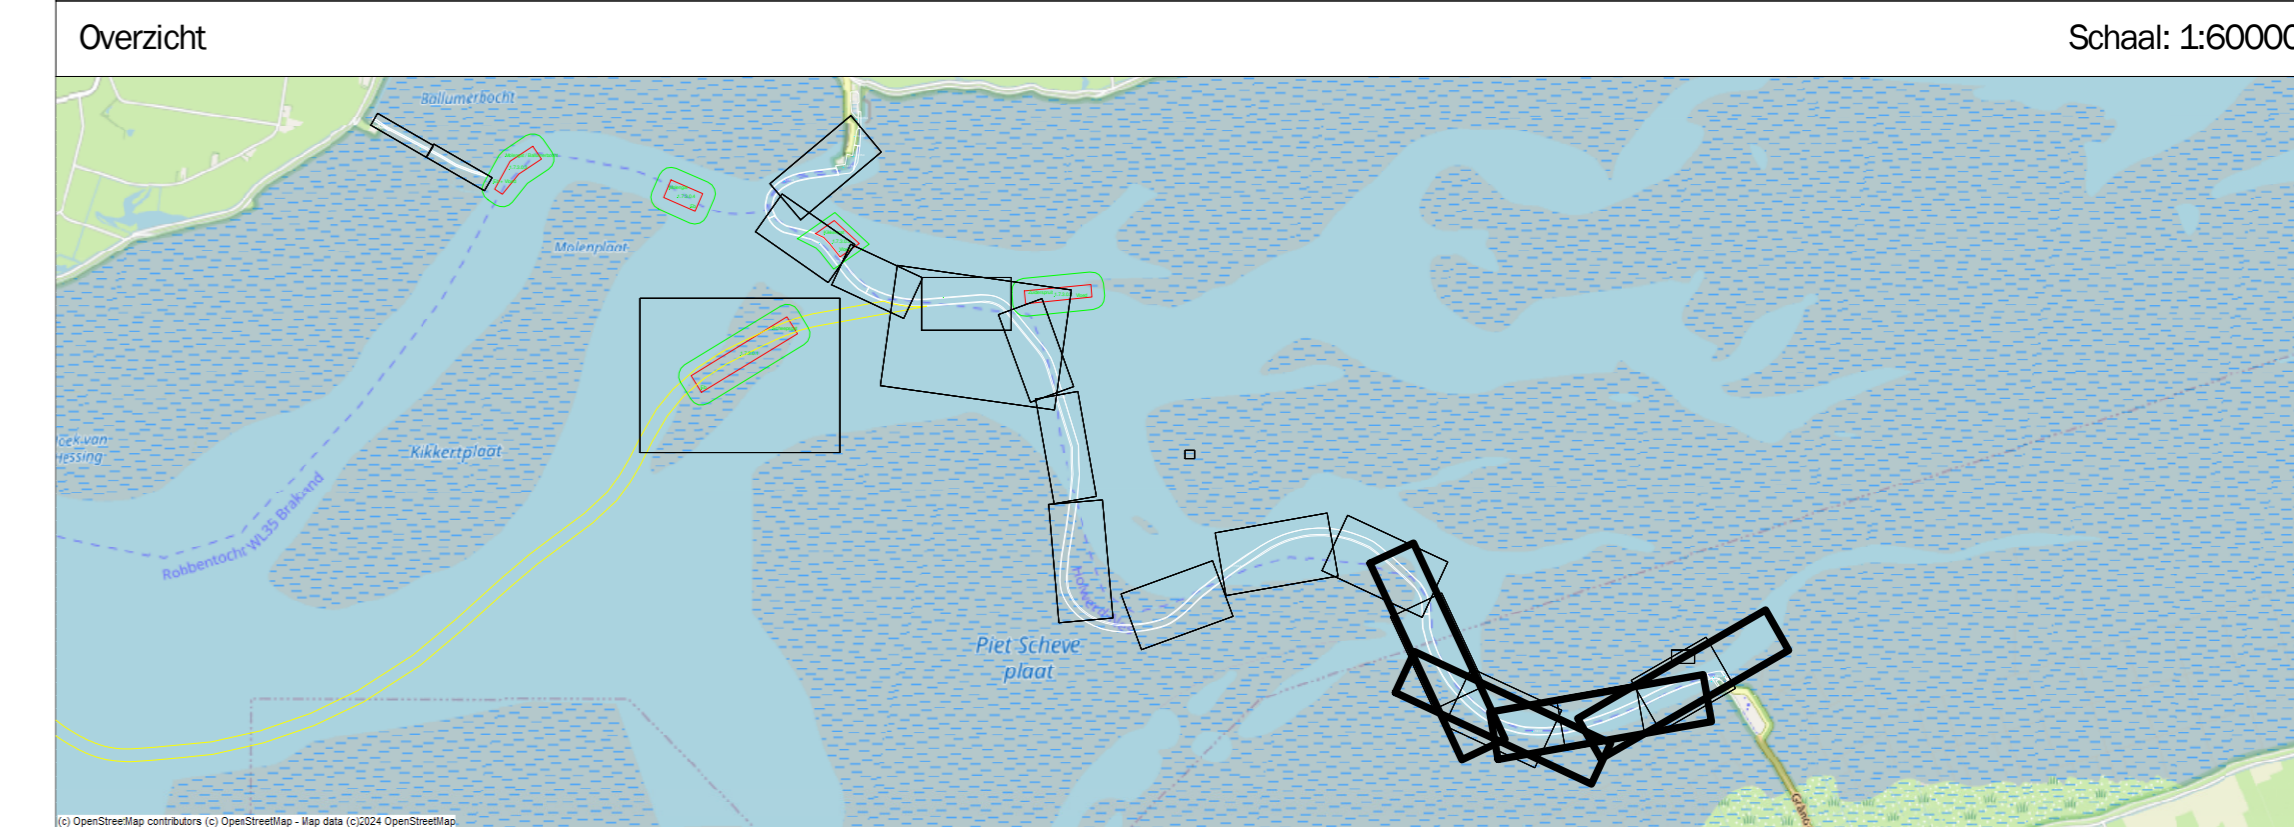 Overzicht
Schaal: 1:60000
Ballumerbocht
Molenplaat
Kikkertplaat
Robbentocht WL35 Brakzand
Piet Scheve
plaat
(c) OpenStreetMap contributors (c) OpenStreetMap - Map data (c)2024 OpenStreetMap